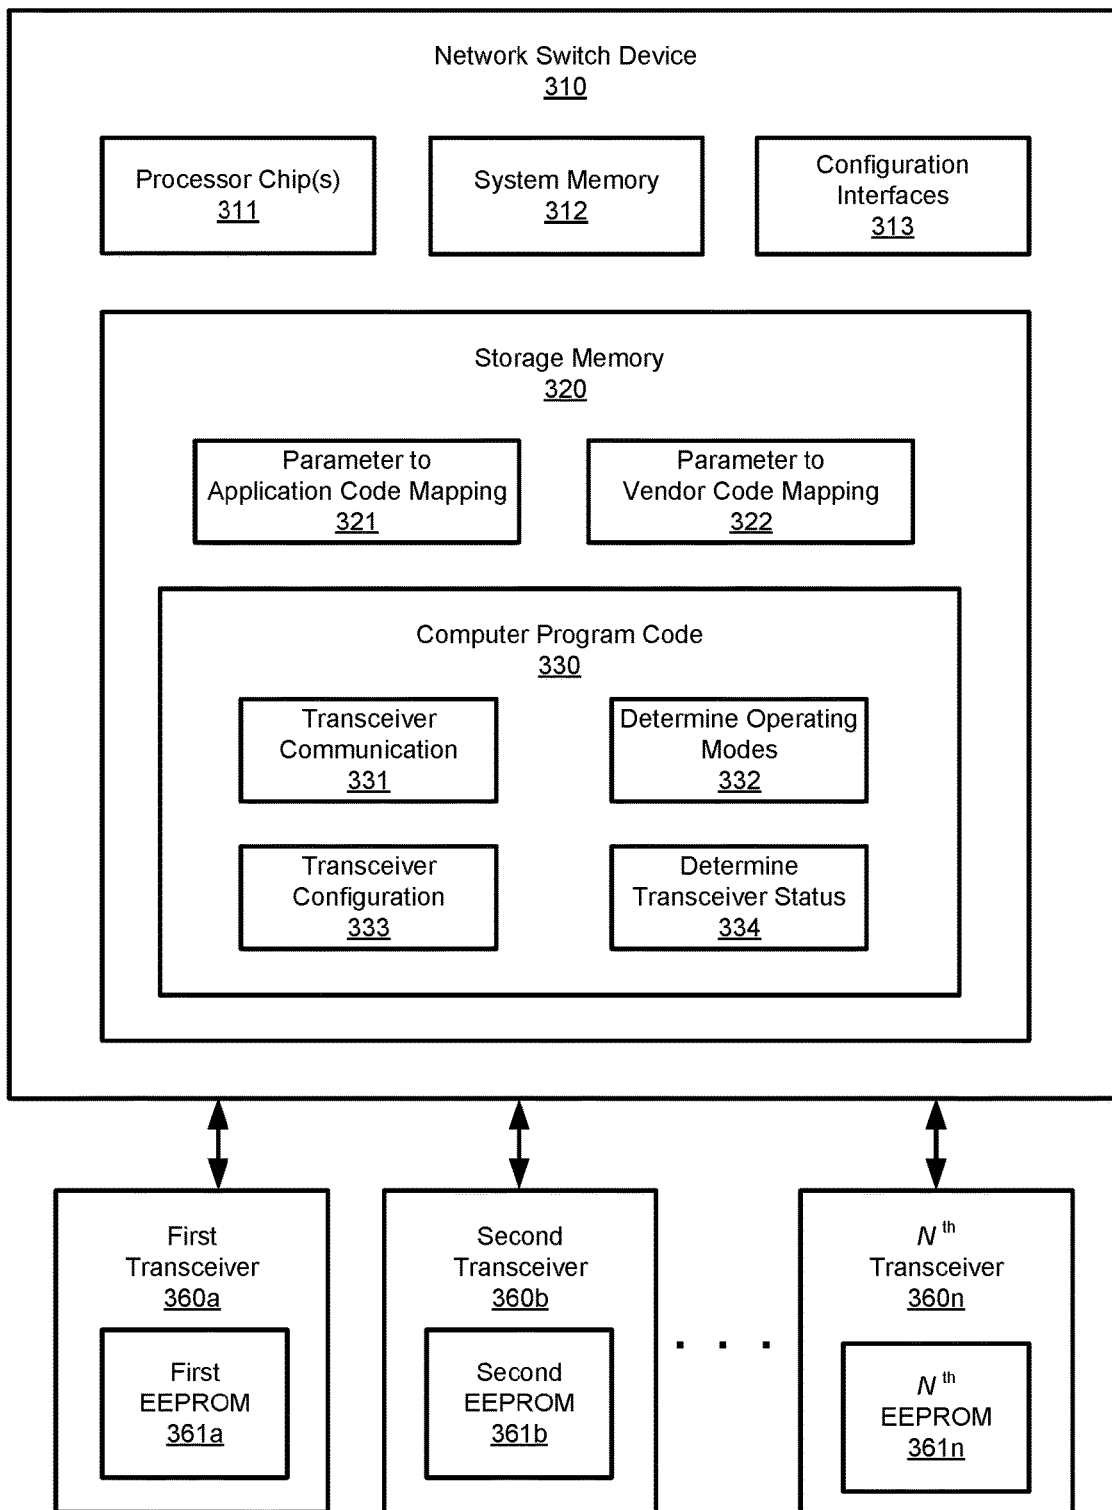 Network Switch Device
310
Processor Chip(s)
311
System Memory
312
Configuration
Interfaces
313
Storage Memory
320
Parameter to
Application Code Mapping
321
Parameter to
Vendor Code Mapping
322
Computer Program Code
330
Transceiver
Communication
331
Determine Operating
Modes
332
Transceiver
Configuration
333
Determine
Transceiver Status
334
First
Transceiver
360a
First
EEPROM
361a
Second
Transceiver
360b
Second
EEPROM
361b
. . .
N th
Transceiver
360n
N th
EEPROM
361n